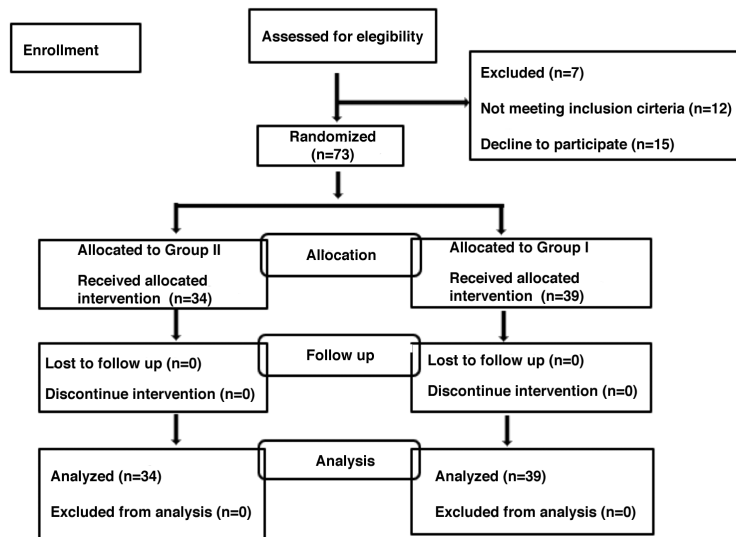 Enrollment
Assessed for elegibility
Excluded (n=7)
Not meeting inclusion cirteria (n=12)
Decline to participate (n=15)
Randomized
(n=73)
Allocated to Group II
Received allocated
intervention (n=34)
Allocation
Allocated to Group I
Received allocated
intervention (n=39)
Lost to follow up (n=0)
Discontinue intervention (n=0)
Follow up
Lost to follow up (n=0)
Discontinue intervention (n=0)
Analyzed (n=34)
Excluded from analysis (n=0)
Analysis
Analyzed (n=39)
Excluded from analysis (n=0)